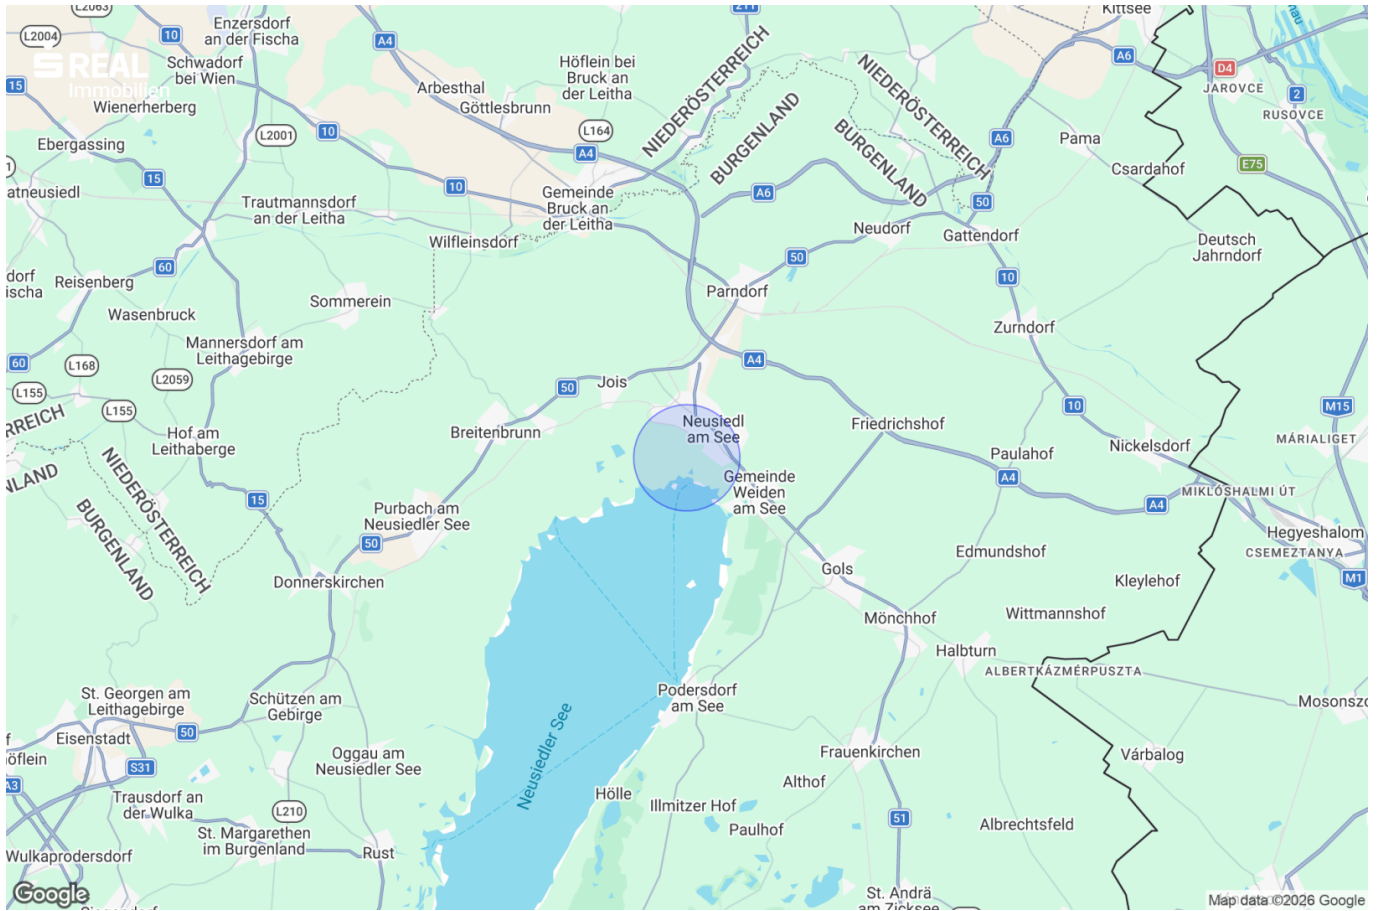 L2063
Enzersdorf
an der Fischa
L2004
10
A4
Z11
Kittsee
S REAL
Immobilien
Schwadorf
bei Wien
Höflein bei
Bruck an
der Leitha
A6
D4
JAROVCE
15
Arbesthal
Göttlesbrunn
2
RUSOVCE
Wienerherberg
NIEDERÖSTERREICH
BURGENLAND
NIEDERÖSTERREICH
BURGENLAND
L2001
10
L164
Ebergassing
A4
A6
Pama
Csardahof
E75
15
10
atneusiedl
Trautmannsdorf
an der Leitha
Gemeinde
Bruck an
der Leitha
A6
50
Wilfleinsdorf
Neudorf
Gattendorf
Deutsch
Jahrndorf
60
50
dorf
ischa
Reisenberg
Sommerein
Parndorf
10
Wasenbruck
Zurndorf
Mannersdorf am
Leithagebirge
60
L168
L2059
A4
L155
L155
50
Jois
10
M15
RREICH
NLAND
Hof am
Leithaberge
Breitenbrunn
Neusiedl
am See
Friedrichshof
Nickelsdorf
MÁRIALIGET
Paulahof
NIEDERÖSTERREICH
BURGENLAND
Gemeinde
Weiden
am See
A4
MIKLÓSHALMI ÚT
15
A4
Purbach am
Neusiedler See
50
Hegyeshalom
CSEMEZTANYA
Edmundshof
Donnerskirchen
Gols
Kleylehof
M1
Mönchhof
Wittmannshof
Halbturn
ALBERTKÁZMÉRPUSZTA
St. Georgen am
Leithagebirge
Schützen am
Gebirge
Podersdorf
am See
Mosonszo
50
Eisenstadt
f
öflein
Neusiedler See
Oggau am
Neusiedler See
Frauenkirchen
Várbalog
S31
A3
Trausdorf an
der Wulka
Hölle
Althof
L210
Illmitzer Hof
51
St. Margarethen
im Burgenland
Paulhof
Albrechtsfeld
Wulkaprodersdorf
Rust
Google
St. Andrä
am Zicksee
Map data ©2026 Google